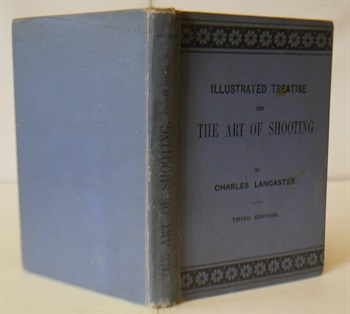 ILLUSTRATED TREATISE
ON
THE ART OF SHOOTING
BY
CHARLES LANCASTER.
THIRD EDITION.
THE ART OF SHOOTING.